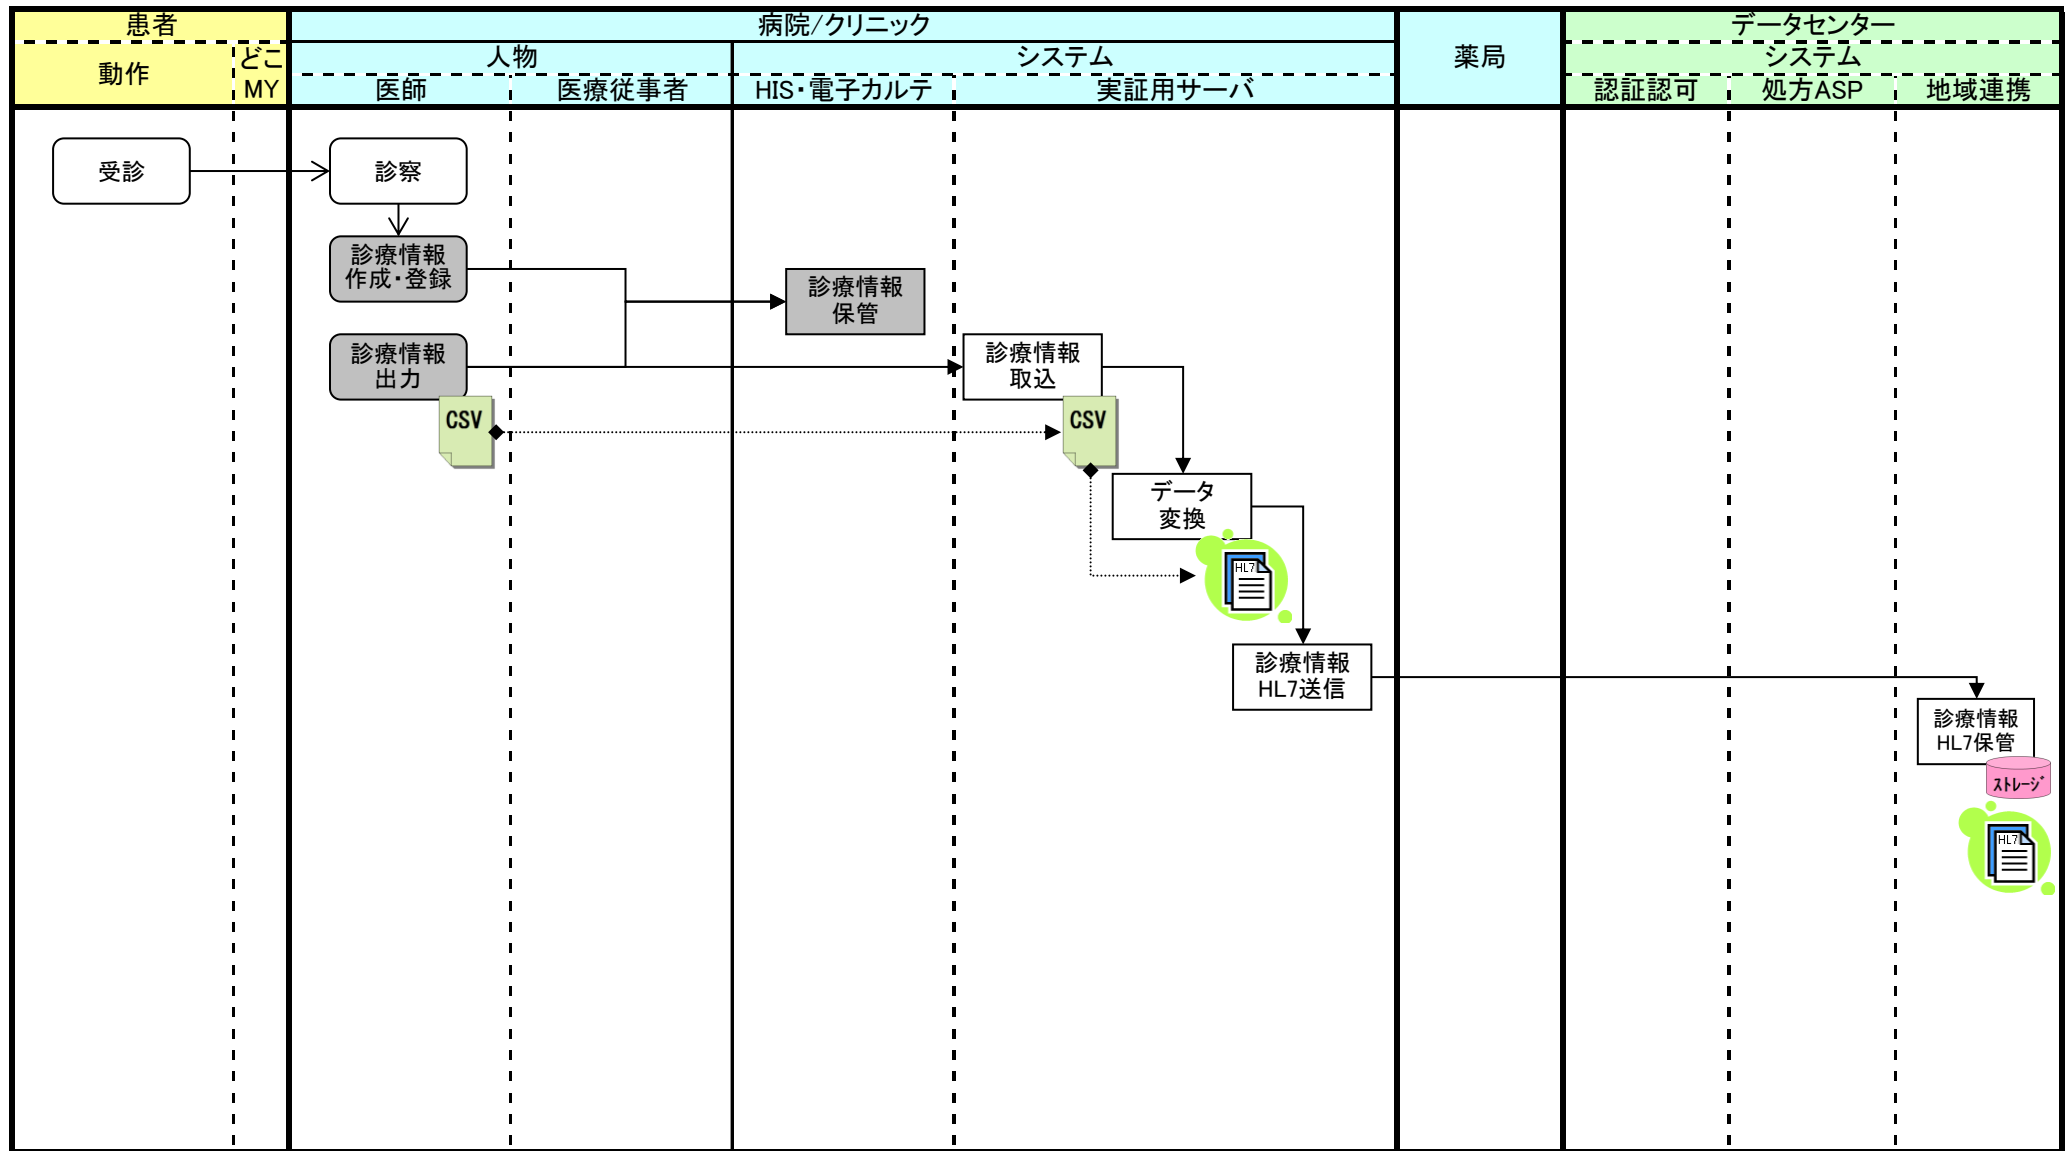 患者
病院/クリニック
データセンター
動作
どこ
MY
人物
システム
薬局
システム
医師
医療従事者
HIS・電子カルテ
実証用サーバ
認証認可
処方ASP
地域連携
受診
診察
診療情報
作成・登録
診療情報
保管
診療情報
出力
診療情報
取込
CSV
CSV
データ
変換
HL7
診療情報
HL7送信
診療情報
HL7保管
ｽﾄﾚｰｼﾞ
HL7